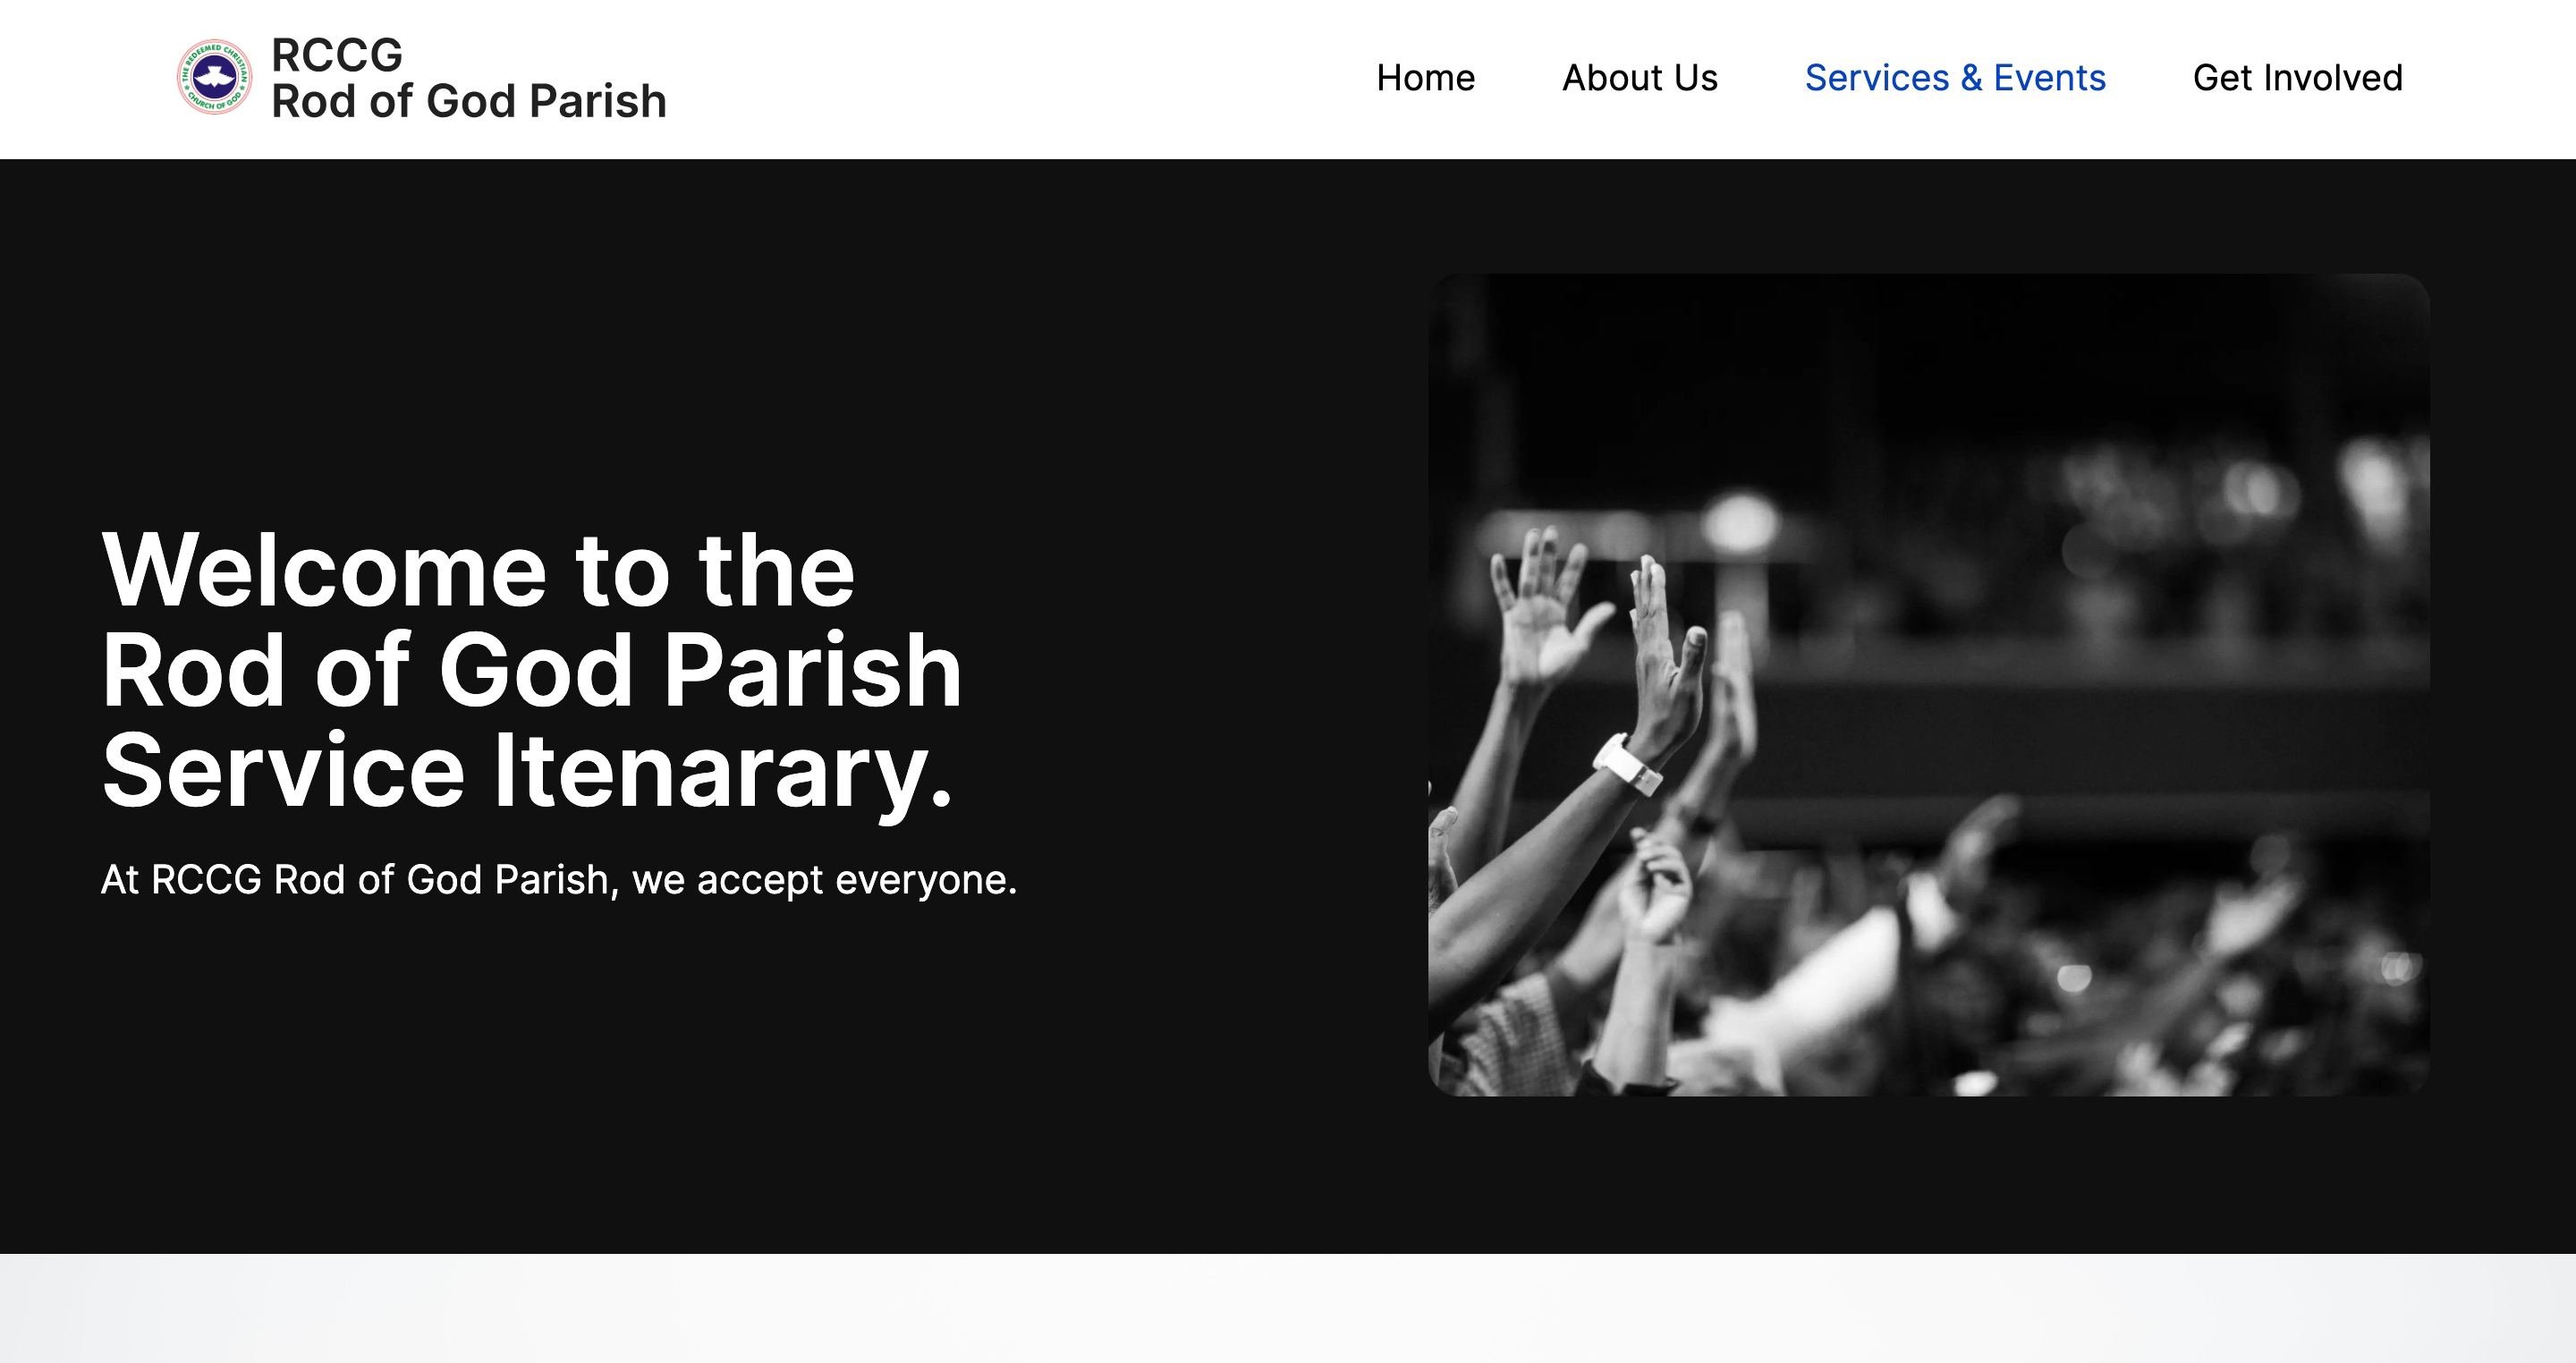 THE REDEEMED CHRISTIAN
CHURCH OF GOD
RCCG
Rod of God Parish
Home
About Us
Services & Events
Get Involved
Welcome to the
Rod of God Parish
Service Itenarary.
At RCCG Rod of God Parish, we accept everyone.